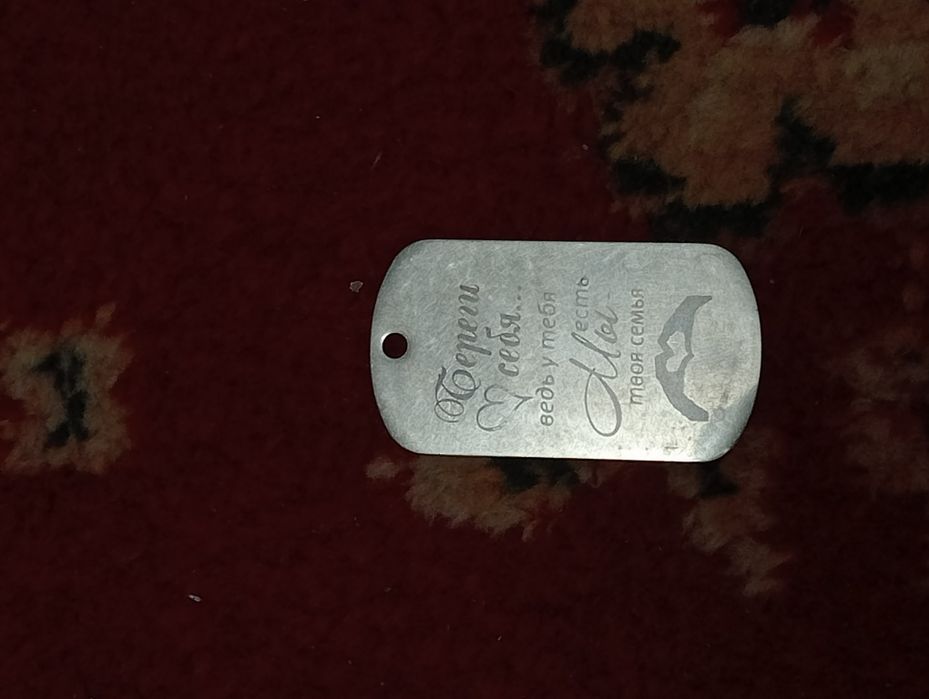 Береги
себя...
ведь у тебя
есть
Мы -
твоя семья